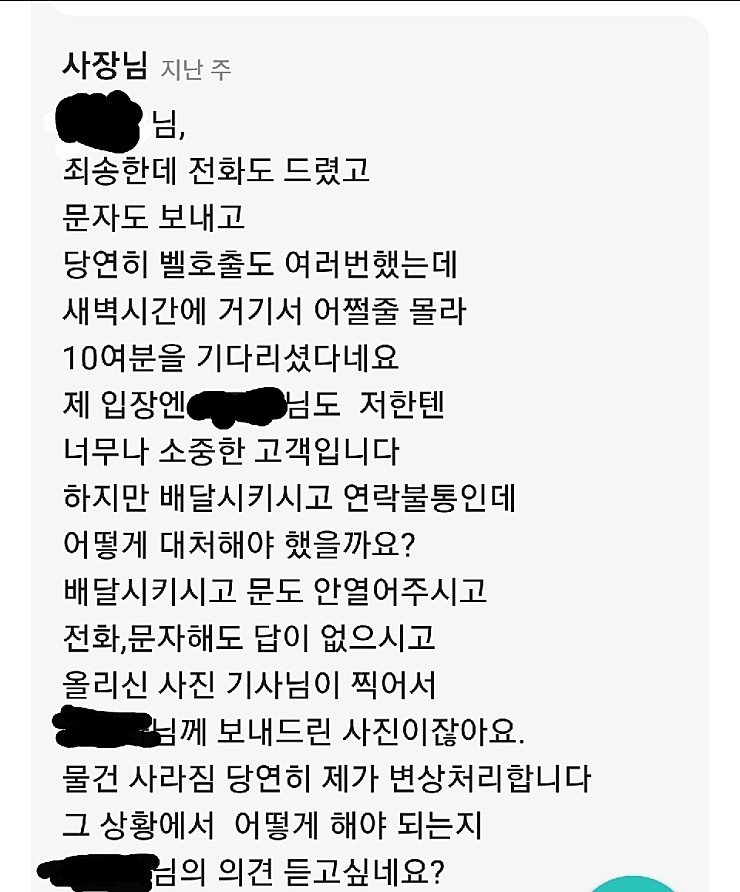 사장님 지난 주
님,
죄송한데 전화도 드렸고
문자도 보내고
당연히 벨호출도 여러번했는데
새벽시간에 거기서 어쩔줄 몰라
10여분을 기다리셨다네요
제 입장엔 님도 저한텐
너무나 소중한 고객입니다
하지만 배달시키시고 연락불통인데
어떻게 대처해야 했을까요?
배달시키시고 문도 안열어주시고
전화,문자해도 답이 없으시고
올리신 사진 기사님이 찍어서
님께 보내드린 사진이잖아요.
물건 사라짐 당연히 제가 변상처리합니다
그 상황에서 어떻게 해야 되는지
님의 의견 듣고싶네요?